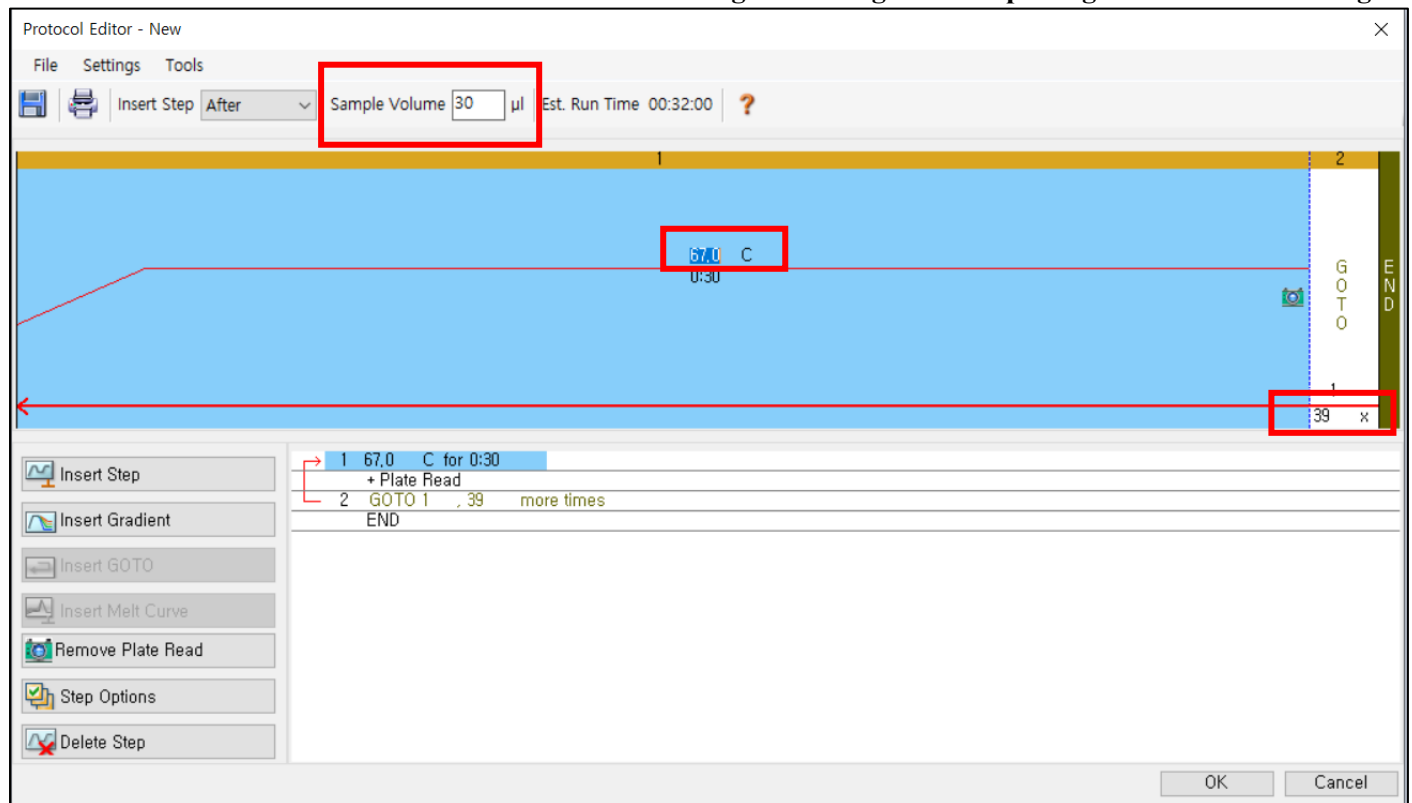 Protocol Editor - New
File Settings Tools
Insert Step After Sample Volume 30 µl Est. Run Time 00:32:00 ?
1 2
67,0 C
0:30
GOTO
END
1
39 x
Insert Step
Insert Gradient
Insert GOTO
Insert Melt Curve
Remove Plate Read
Step Options
Delete Step
1 67,0 C for 0:30
+ Plate Read
2 GOTO 1 , 39 more times
END
OK Cancel